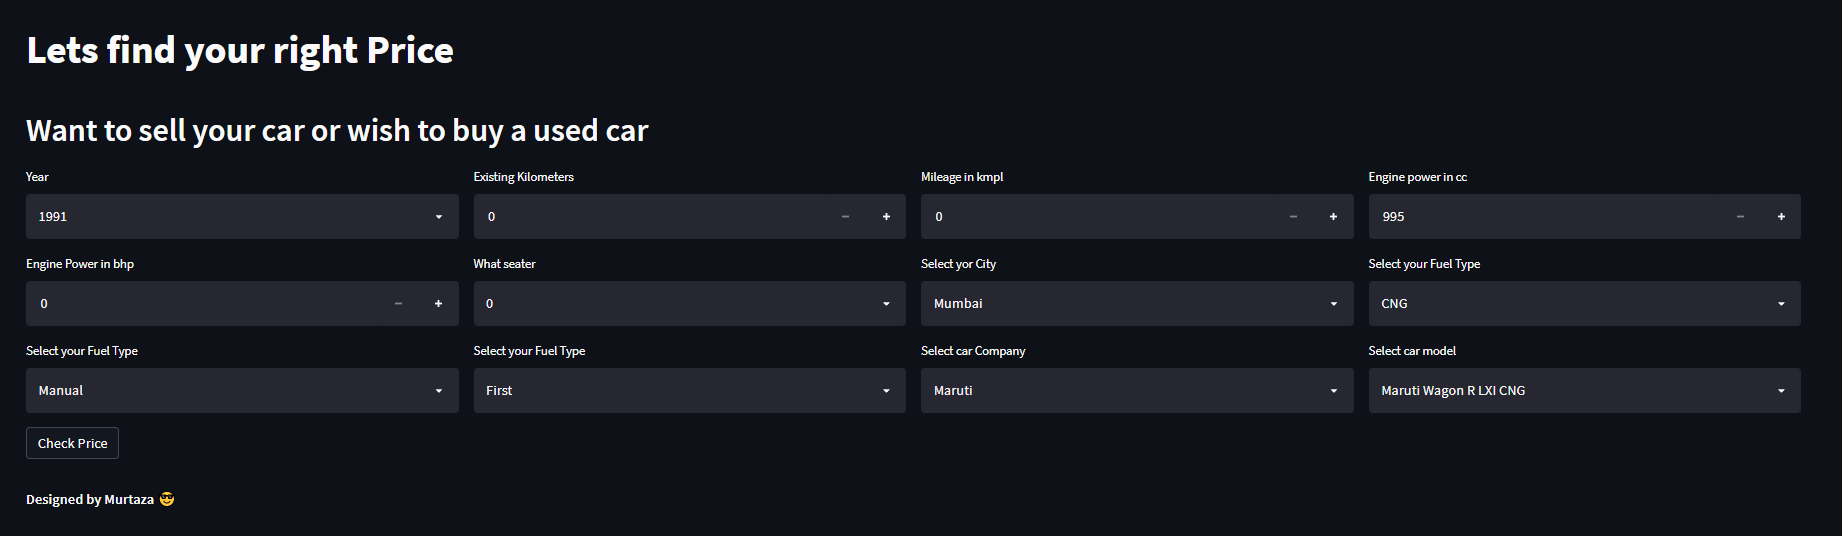 Lets find your right Price
Want to sell your car or wish to buy a used car
Year
Existing Kilometers
Mileage in kmpl
Engine power in cc
1991
0
0
995
Engine Power in bhp
What seater
Select yor City
Select your Fuel Type
0
0
Mumbai
CNG
Select your Fuel Type
Select your Fuel Type
Select car Company
Select car model
Manual
First
Maruti
Maruti Wagon R LXI CNG
Check Price
Designed by Murtaza 😎